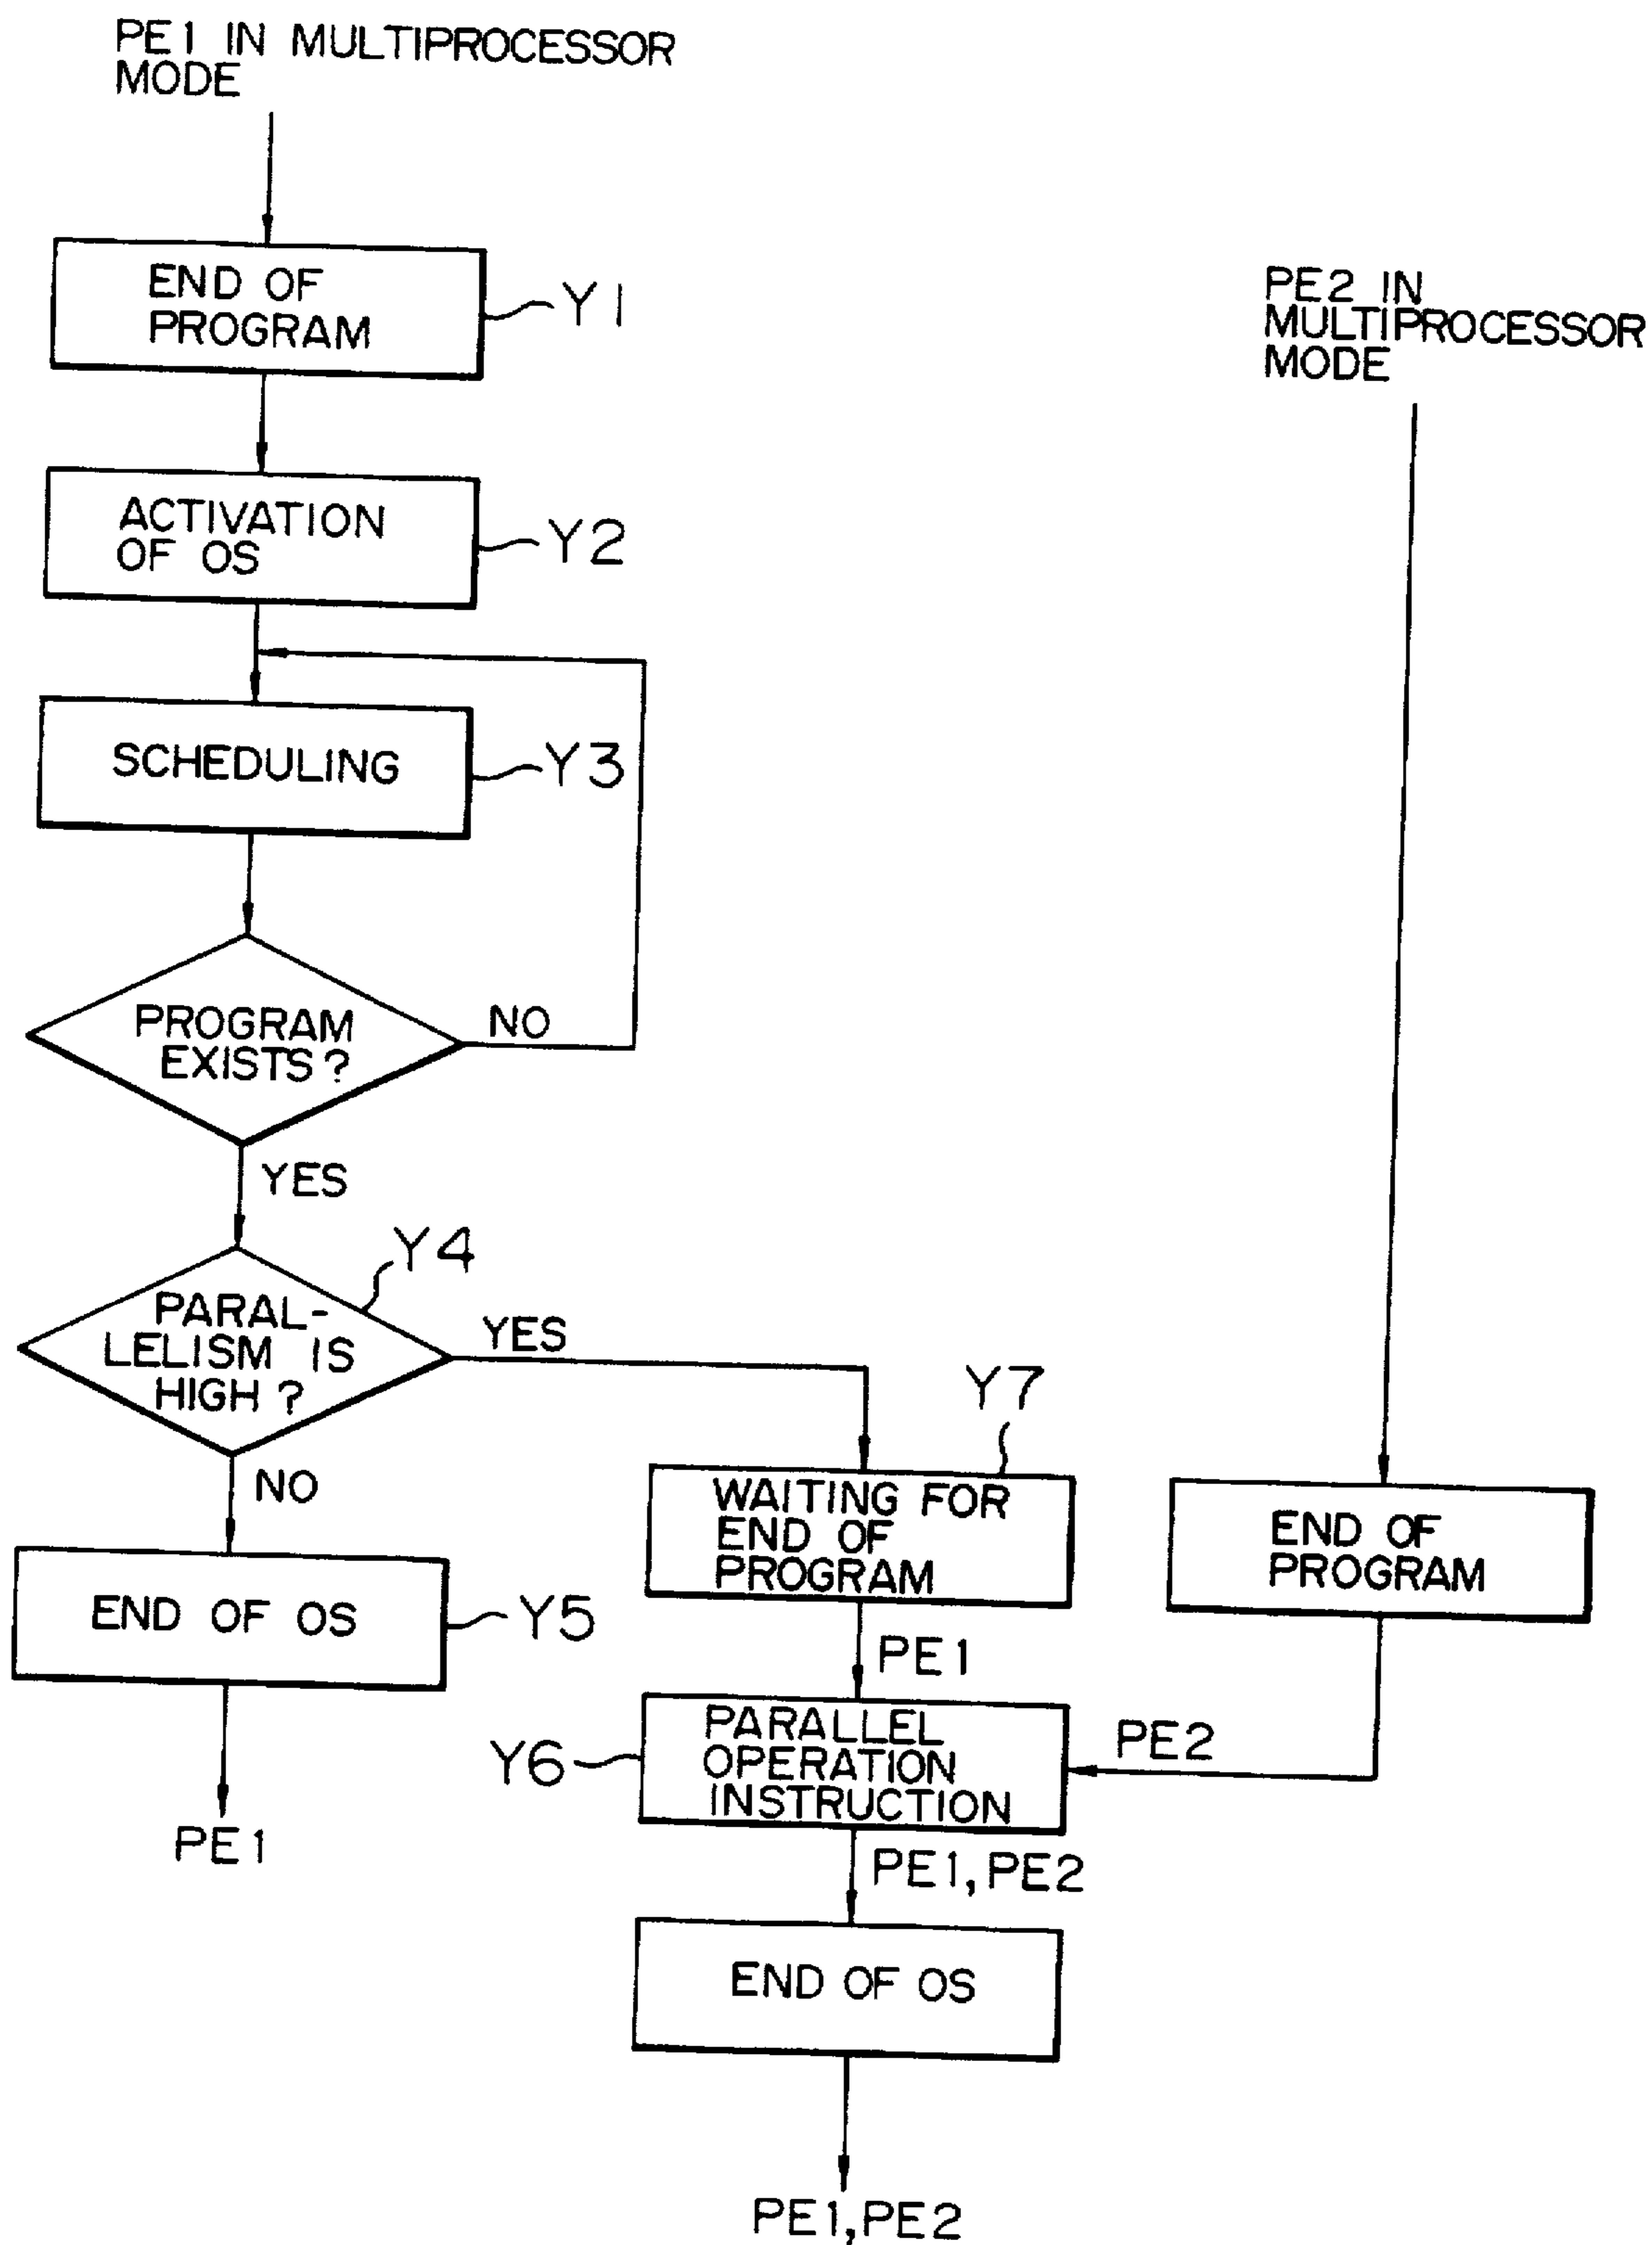 PE1 IN MULTIPROCESSOR
MODE
END OF
PROGRAM
Y1
PE2 IN
MULTIPROCESSOR
MODE
ACTIVATION
OF OS
Y2
SCHEDULING
Y3
PROGRAM
EXISTS?
NO
YES
Y4
PARAL-
LELISM IS
HIGH?
YES
NO
Y7
WAITING FOR
END OF
PROGRAM
END OF
PROGRAM
END OF OS
Y5
PE1
PE1
Y6
PARALLEL
OPERATION
INSTRUCTION
PE2
PE1,PE2
END OF OS
PE1,PE2